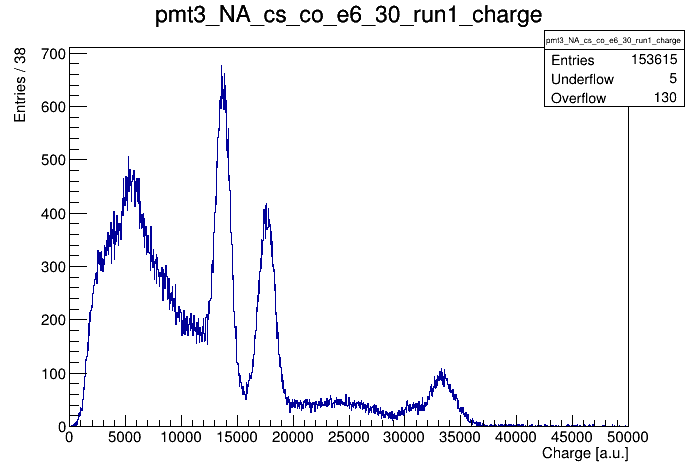 pmt3_NA_cs_co_e6_30_run1_charge
pmt3_NA_cs_co_e6_30_run1_charge
Entries 153615
Underflow 5
Overflow 130
Entries / 38
700
600
500
400
300
200
100
0
0 5000 10000 15000 20000 25000 30000 35000 40000 45000 50000
Charge [a.u.]